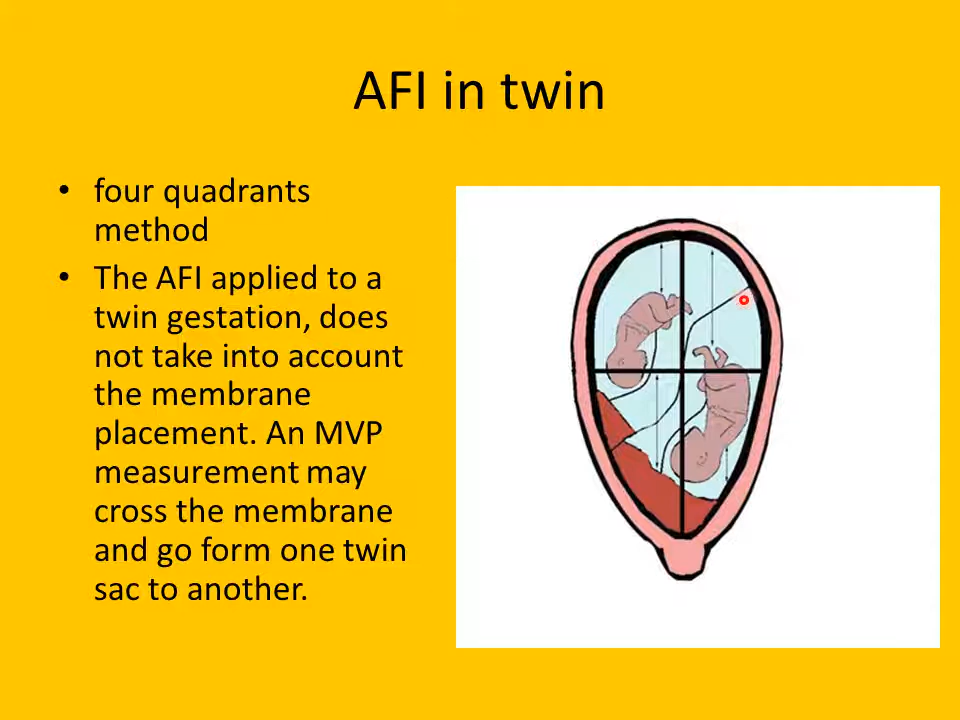 AFI in twin
• four quadrants
method
• The AFI applied to a
twin gestation, does
not take into account
the membrane
placement. An MVP
measurement may
cross the membrane
and go form one twin
sac to another.